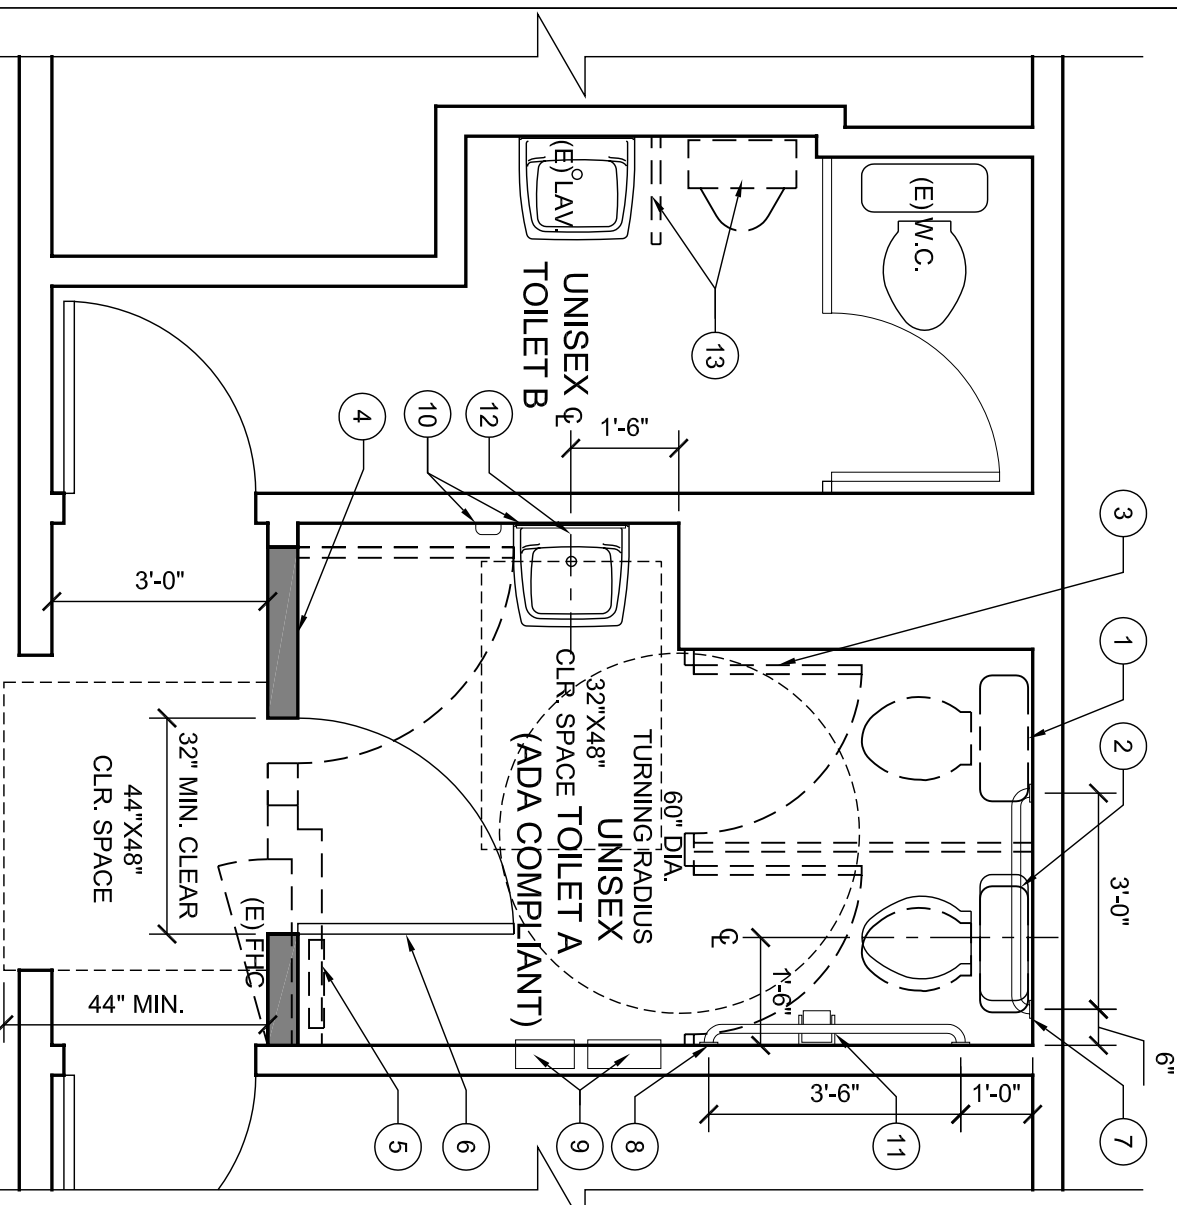 (E) W.C.
(E) LAV.
13
UNISEX
TOILET B
℄
1'-6"
12
10
4
3
1
2
3'-0"
32"X48"
CLR. SPACE
60" DIA.
TURNING RADIUS
UNISEX
TOILET A
(ADA COMPLIANT)
℄
1'-6"
3'-0"
6"
32" MIN. CLEAR
44"X48"
CLR. SPACE
(E) FHC
44" MIN.
3'-6"
1'-0"
5
6
9
8
11
7